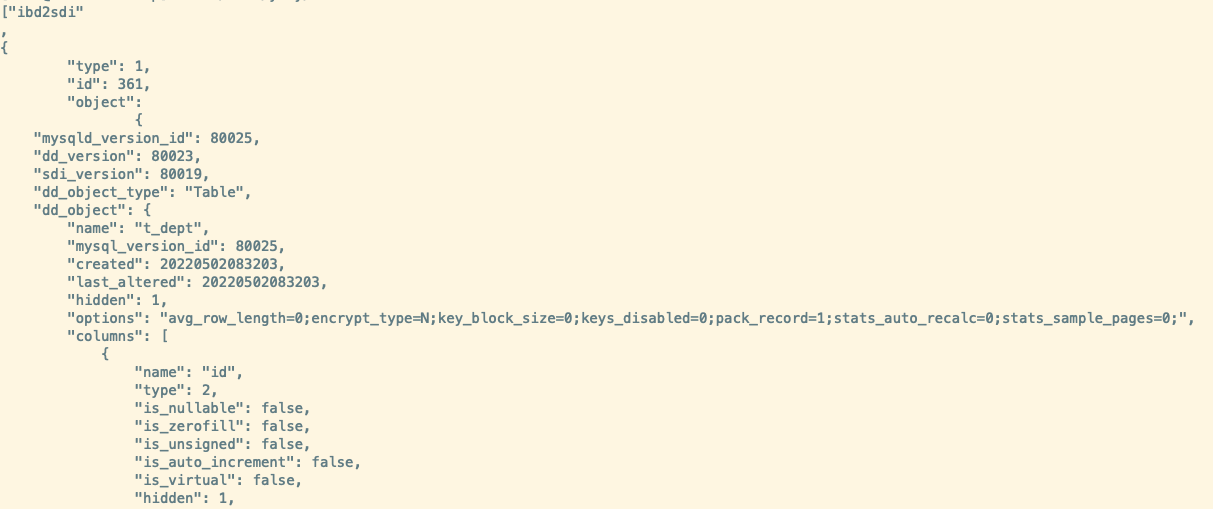 ["ibd2sdi"
,
{
"type": 1,
"id": 361,
"object":
{
"mysqld_version_id": 80025,
"dd_version": 80023,
"sdi_version": 80019,
"dd_object_type": "Table",
"dd_object": {
"name": "t_dept",
"mysql_version_id": 80025,
"created": 20220502083203,
"last_altered": 20220502083203,
"hidden": 1,
"options": "avg_row_length=0;encrypt_type=N;key_block_size=0;keys_disabled=0;pack_record=1;stats_auto_recalc=0;stats_sample_pages=0;",
"columns": [
{
"name": "id",
"type": 2,
"is_nullable": false,
"is_zerofill": false,
"is_unsigned": false,
"is_auto_increment": false,
"is_virtual": false,
"hidden": 1,